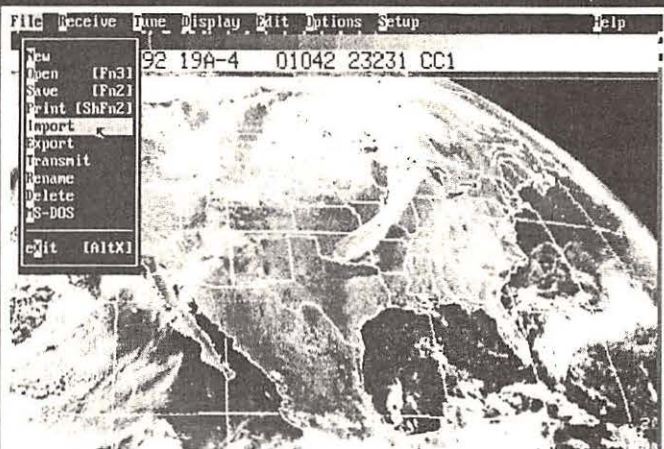 File Receive Tune Display Edit Options Setup Help
92 19A-4 01042 23231 CC1
New
Open [Fn3]
Save [Fn2]
Print [ShFn2]
Import
Export
Transmit
Rename
Delete
MS-DOS
eXit [AltX]